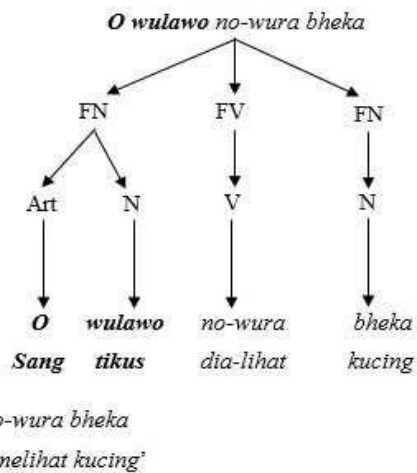 O wulawo no-wura bheka
FN FV FN
Art N V N
O wulawo no-wura bheka
Sang tikus dia-lihat kucing
o-wura bheka
melihat kucing’